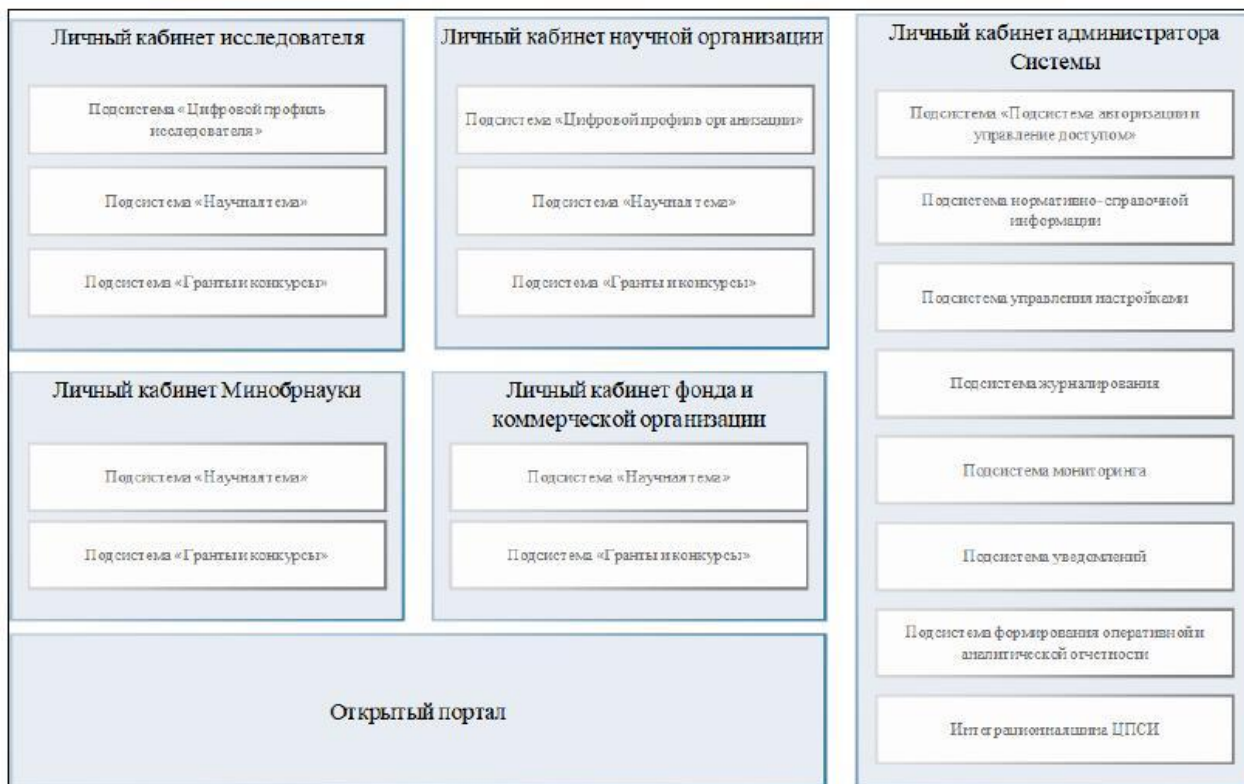 Личный кабинет исследователя
Подсистема «Цифровой профиль
исследователя»
Подсистема «Научная тема»
Подсистема «Гранты и конкурсы»
Личный кабинет научной организации
Подсистема «Цифровой профиль организации»
Подсистема «Научная тема»
Подсистема «Гранты и конкурсы»
Личный кабинет администратора
Системы
Подсистема «Подсистема авторизации и
управление доступом»
Подсистема нормативно-справочной
информации
Подсистема управления настройками
Подсистема журналирования
Подсистема мониторинга
Подсистема уведомлений
Подсистема формирования оперативной и
аналитической отчетности
Интеграционная шина ЦПСИ
Личный кабинет Минобрнауки
Подсистема «Научная тема»
Подсистема «Гранты и конкурсы»
Личный кабинет фонда и
коммерческой организации
Подсистема «Научная тема»
Подсистема «Гранты и конкурсы»
Открытый портал